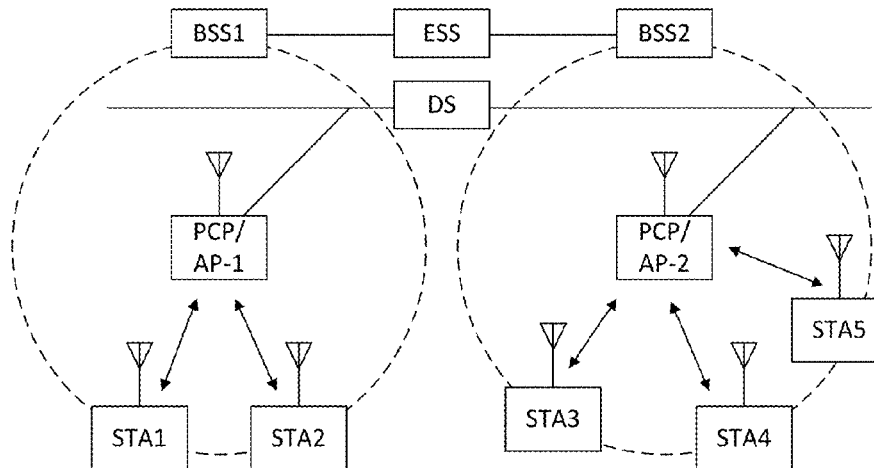 BSS1
ESS
BSS2
DS
PCP/
AP-1
PCP/
AP-2
STA5
STA1
STA2
STA3
STA4